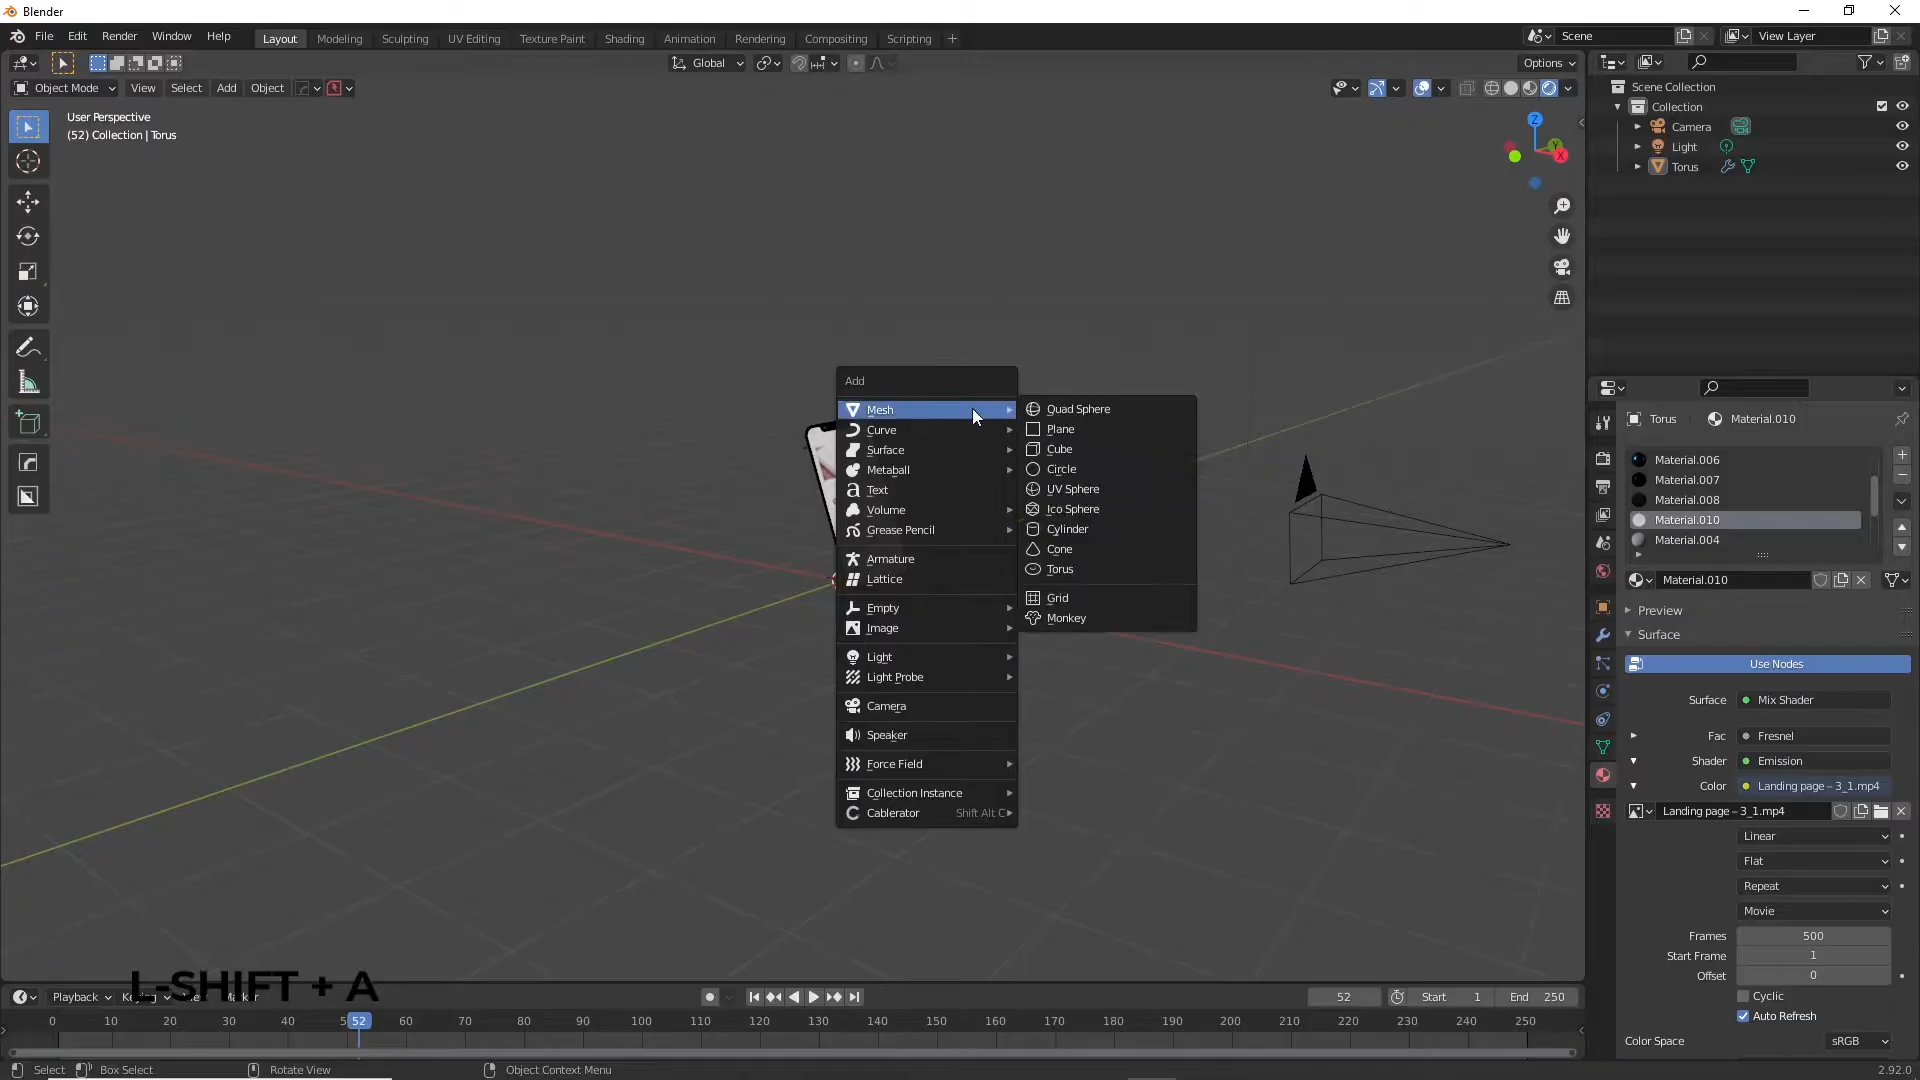 Blender
File Edit Render Window Help
Layout Modeling Sculpting UV Editing Texture Paint Shading Animation Rendering Compositing Scripting +
Scene
View Layer
Global
Options
Object Mode View Select Add Object
User Perspective
(52) Collection | Torus
Z
Y
X
Scene Collection
Collection
Camera
Light
Torus
Add
Mesh
Curve
Surface
Metaball
Text
Volume
Grease Pencil
Armature
Lattice
Empty
Image
Light
Light Probe
Camera
Speaker
Force Field
Collection Instance
Cablerator Shift Alt C
Quad Sphere
Plane
Cube
Circle
UV Sphere
Ico Sphere
Cylinder
Cone
Torus
Grid
Monkey
Torus Material.010
Material.006
Material.007
Material.008
Material.010
Material.004
Material.010
Preview
Surface
Use Nodes
Surface Mix Shader
Fac Fresnel
Shader Emission
Color Landing page – 3_1.mp4
Landing page – 3_1.mp4
Linear
Flat
Repeat
Movie
Frames 500
Start Frame 1
Offset 0
Cyclic
Auto Refresh
Color Space sRGB
L-SHIFT + A
Playback
52 Start 1 End 250
0 10 20 30 40 52 60 70 80 90 100 110 120 130 140 150 160 170 180 190 200 210 220 230 240 250
Select Box Select Rotate View Object Context Menu
2.92.0